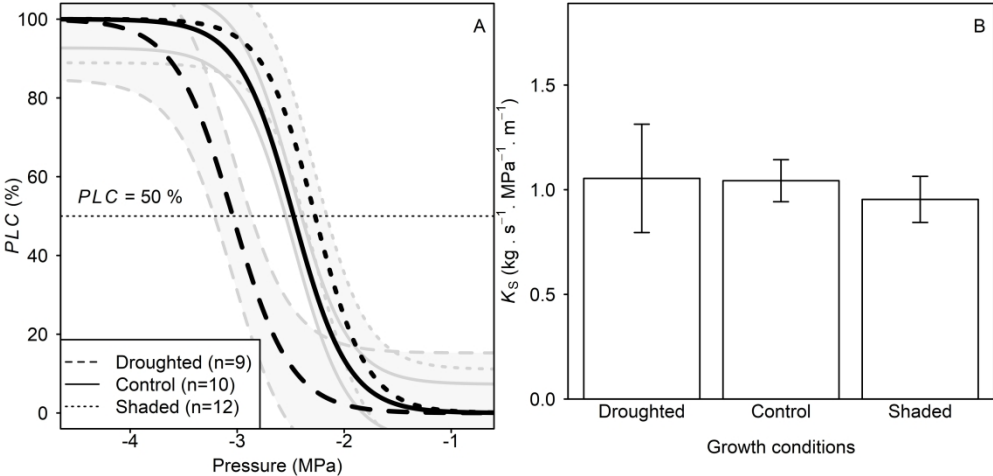 A
100
80
60
40
20
0
PLC (%)
PLC = 50 %
Droughted (n=9)
Control (n=10)
Shaded (n=12)
-4
-3
-2
-1
Pressure (MPa)
B
1.5
1.0
0.5
0.0
K_S (kg . s⁻¹. MPa⁻¹. m⁻¹)
Droughted
Control
Shaded
Growth conditions